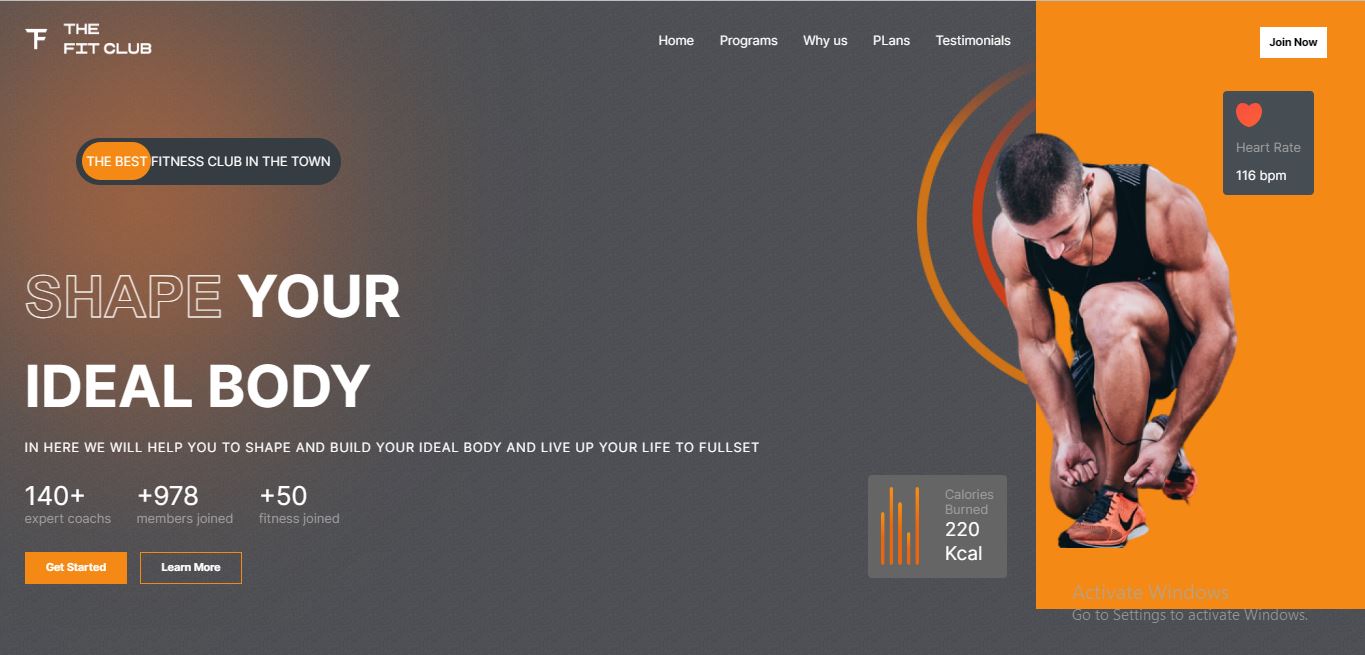 THE
FIT CLUB
Home Programs Why us PLans Testimonials
Join Now
Heart Rate
116 bpm
THE BEST FITNESS CLUB IN THE TOWN
SHAPE YOUR
IDEAL BODY
IN HERE WE WILL HELP YOU TO SHAPE AND BUILD YOUR IDEAL BODY AND LIVE UP YOUR LIFE TO FULLSET
140+ +978 +50
expert coachs members joined fitness joined
Calories
Burned
220
Kcal
Get Started Learn More
Activate Windows
Go to Settings to activate Windows.